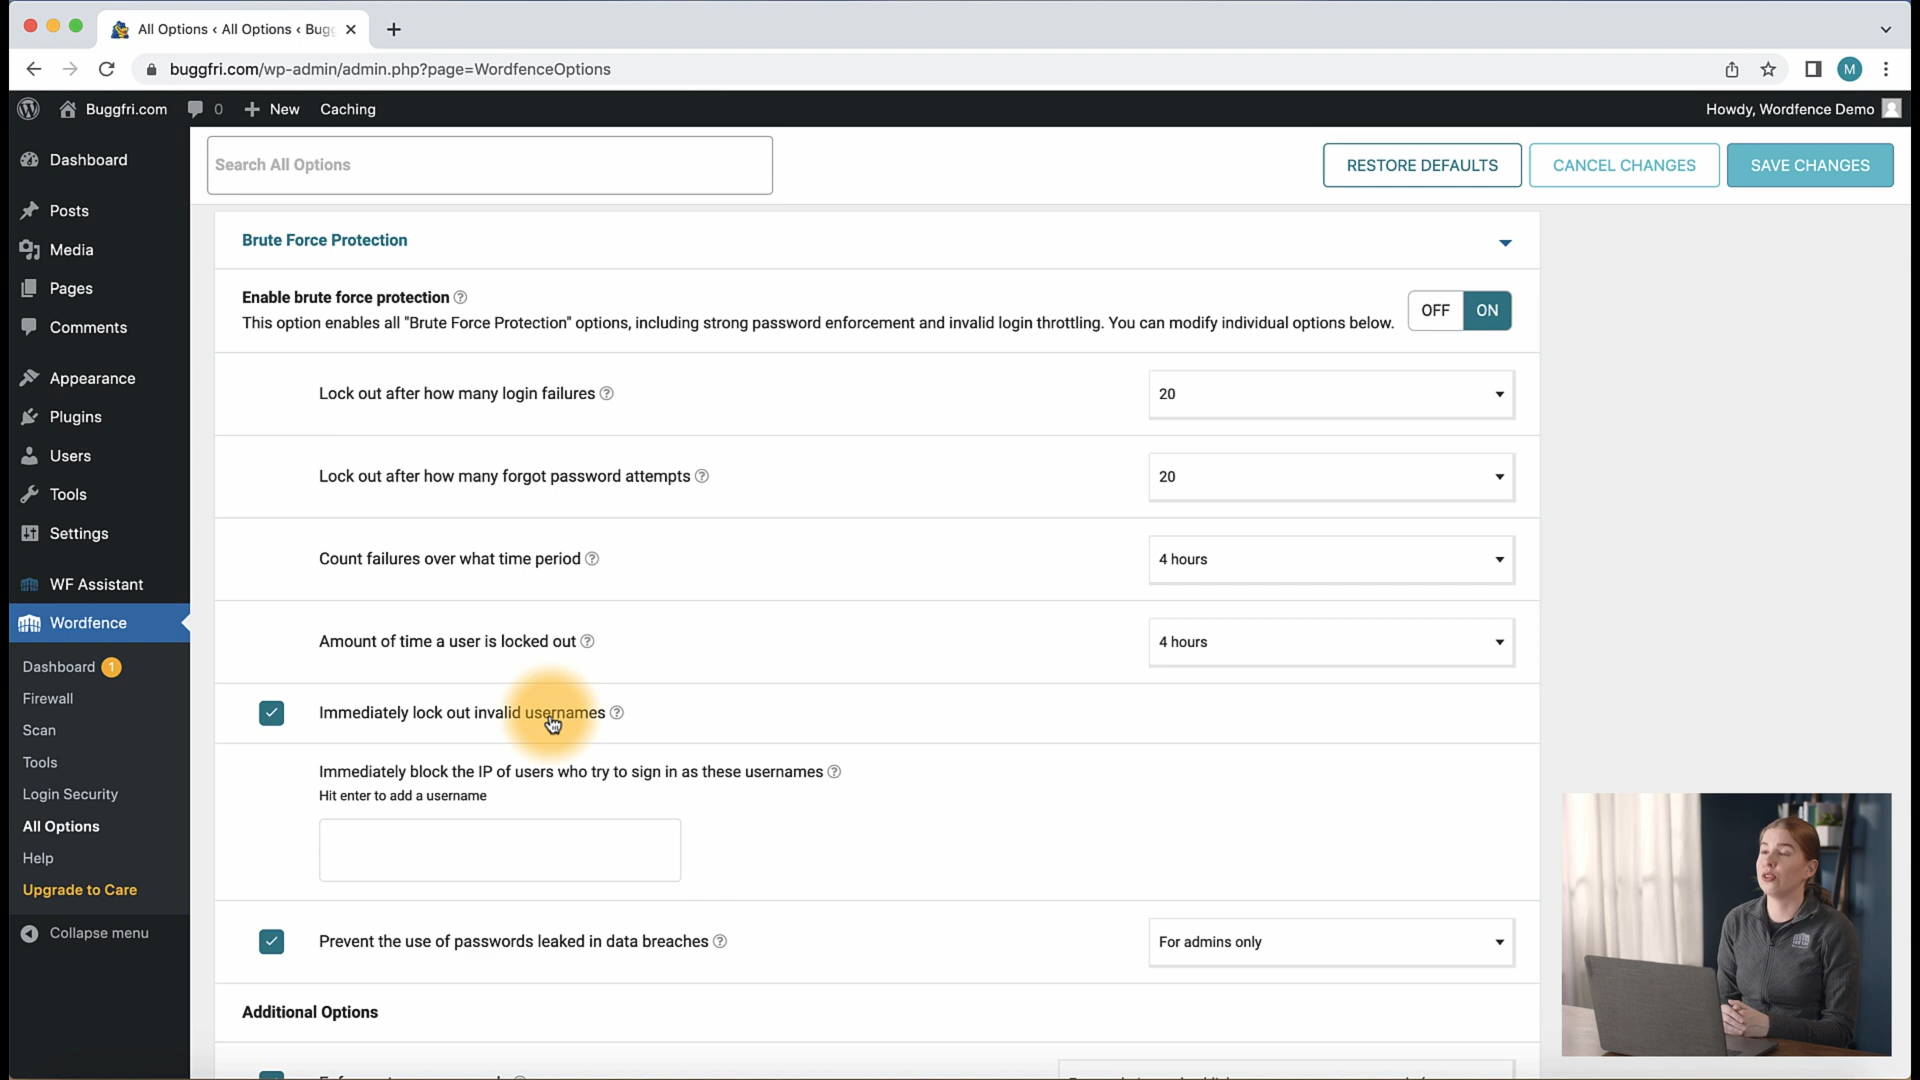 All Options ‹ All Options ‹ Bugg
buggfri.com/wp-admin/admin.php?page=WordfenceOptions
M
Buggfri.com
0
New
Caching
Howdy, Wordfence Demo
Dashboard
Posts
Media
Pages
Comments
Appearance
Plugins
Users
Tools
Settings
WF Assistant
Wordfence
Dashboard 1
Firewall
Scan
Tools
Login Security
All Options
Help
Upgrade to Care
Collapse menu
Search All Options
RESTORE DEFAULTS
CANCEL CHANGES
SAVE CHANGES
Brute Force Protection
Enable brute force protection
This option enables all "Brute Force Protection" options, including strong password enforcement and invalid login throttling. You can modify individual options below.
OFF ON
Lock out after how many login failures
20
Lock out after how many forgot password attempts
20
Count failures over what time period
4 hours
Amount of time a user is locked out
4 hours
Immediately lock out invalid usernames
Immediately block the IP of users who try to sign in as these usernames
Hit enter to add a username
Prevent the use of passwords leaked in data breaches
For admins only
Additional Options